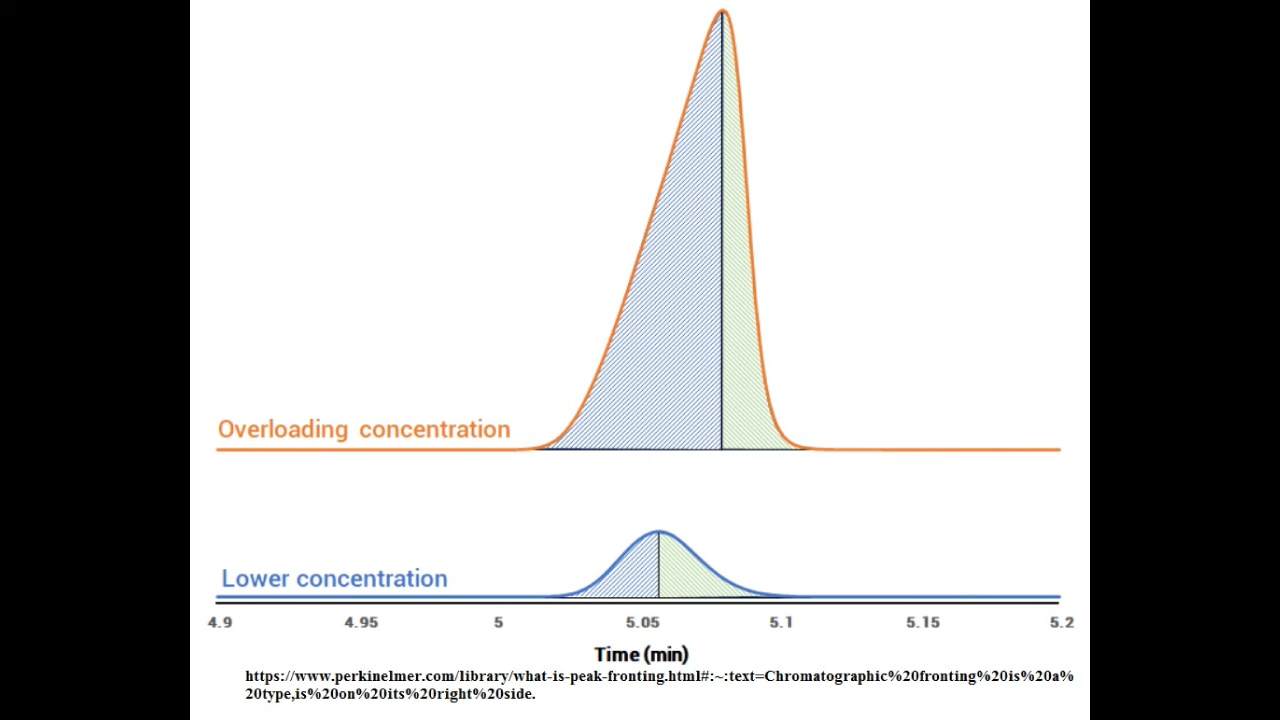 Overloading concentration
Lower concentration
4.9 4.95 5 5.05 5.1 5.15 5.2
Time (min)
https://www.perkinelmer.com/library/what-is-peak-fronting.html#:~:text=Chromatographic%20fronting%20is%20a%
20type,is%20on%20its%20right%20side.